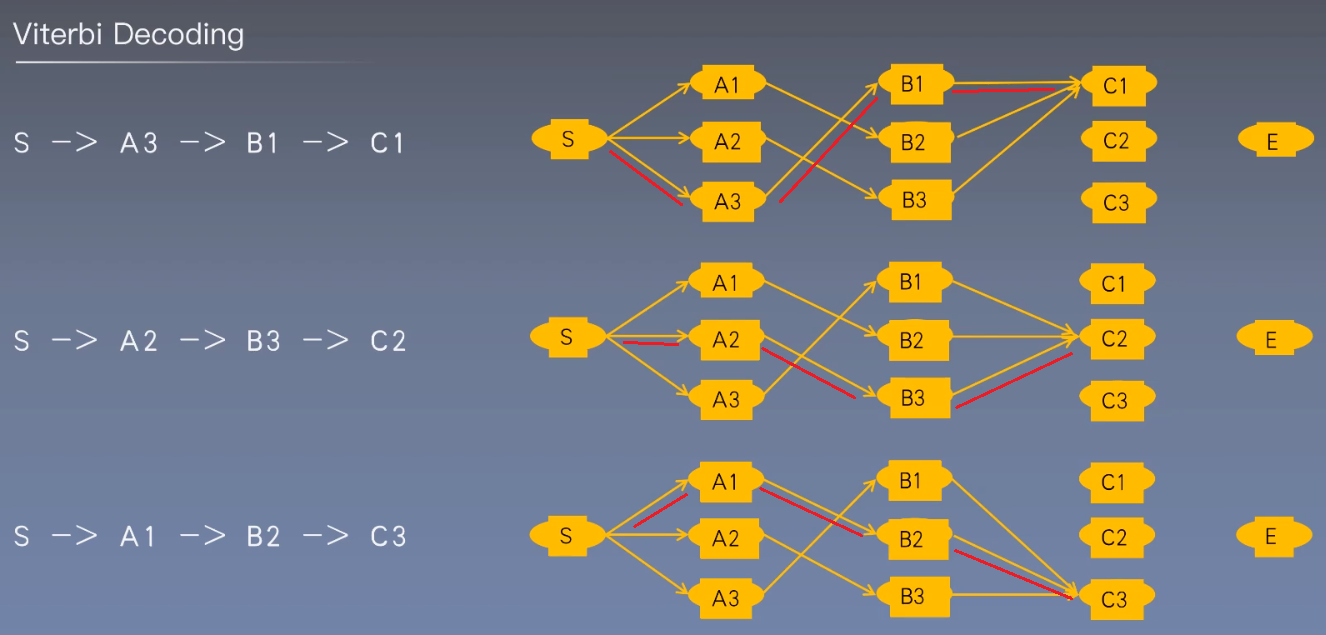 Viterbi Decoding
S -> A3 -> B1 -> C1
S
A1
A2
A3
B1
B2
B3
C1
C2
C3
E
S -> A2 -> B3 -> C2
S
A1
A2
A3
B1
B2
B3
C1
C2
C3
E
S -> A1 -> B2 -> C3
S
A1
A2
A3
B1
B2
B3
C1
C2
C3
E